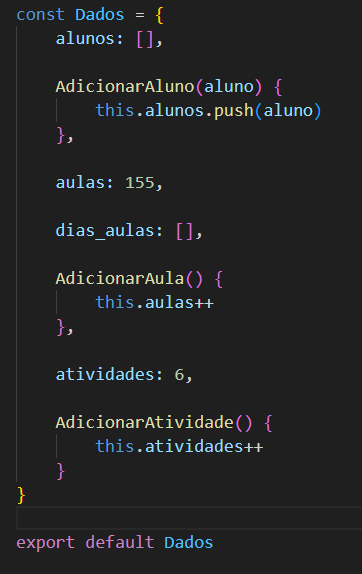 const Dados = {
    alunos: [],
    AdicionarAluno(aluno) {
        this.alunos.push(aluno)
    },
    aulas: 155,
    dias_aulas: [],
    AdicionarAula() {
        this.aulas++
    },
    atividades: 6,
    AdicionarAtividade() {
        this.atividades++
    }
}
export default Dados